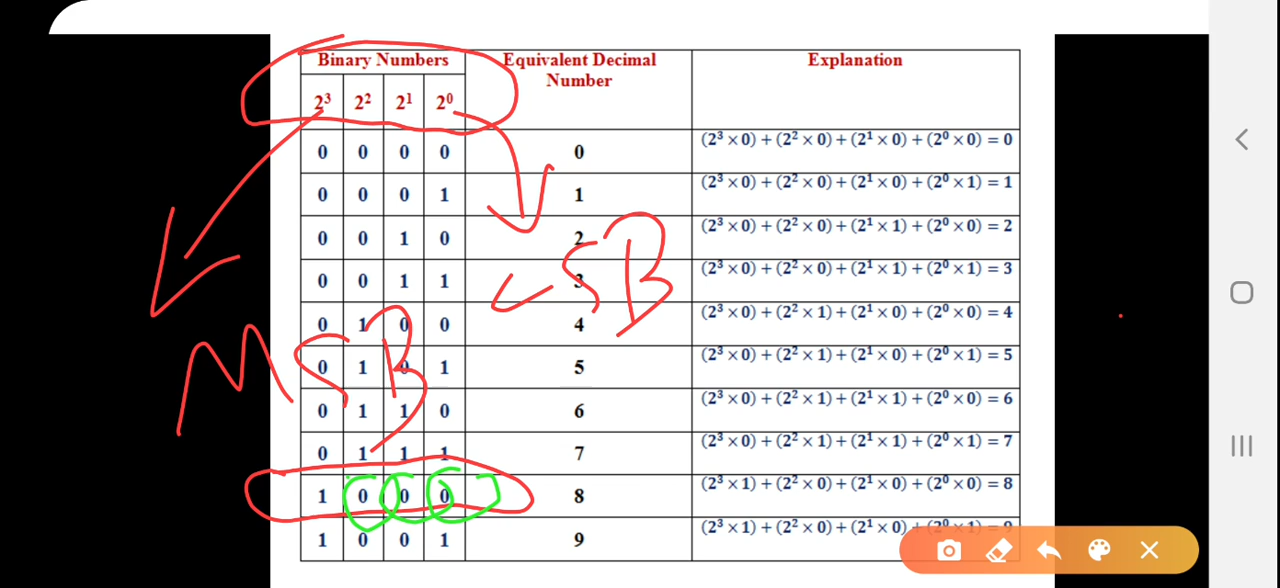 Binary Numbers Equivalent Decimal Number Explanation
2³ 2² 2¹ 2⁰
0 0 0 0 0 (2³ × 0) + (2² × 0) + (2¹ × 0) + (2⁰ × 0) = 0
0 0 0 1 1 (2³ × 0) + (2² × 0) + (2¹ × 0) + (2⁰ × 1) = 1
0 0 1 0 2 (2³ × 0) + (2² × 0) + (2¹ × 1) + (2⁰ × 0) = 2
0 0 1 1 3 (2³ × 0) + (2² × 0) + (2¹ × 1) + (2⁰ × 1) = 3
LSB
0 1 0 0 4 (2³ × 0) + (2² × 1) + (2¹ × 0) + (2⁰ × 0) = 4
0 1 0 1 5 (2³ × 0) + (2² × 1) + (2¹ × 0) + (2⁰ × 1) = 5
MSB
0 1 1 0 6 (2³ × 0) + (2² × 1) + (2¹ × 1) + (2⁰ × 0) = 6
0 1 1 1 7 (2³ × 0) + (2² × 1) + (2¹ × 1) + (2⁰ × 1) = 7
1 0 0 0 8 (2³ × 1) + (2² × 0) + (2¹ × 0) + (2⁰ × 0) = 8
1 0 0 1 9 (2³ × 1) + (2² × 0) + (2¹ × 0) + (2⁰ × 1) = 9